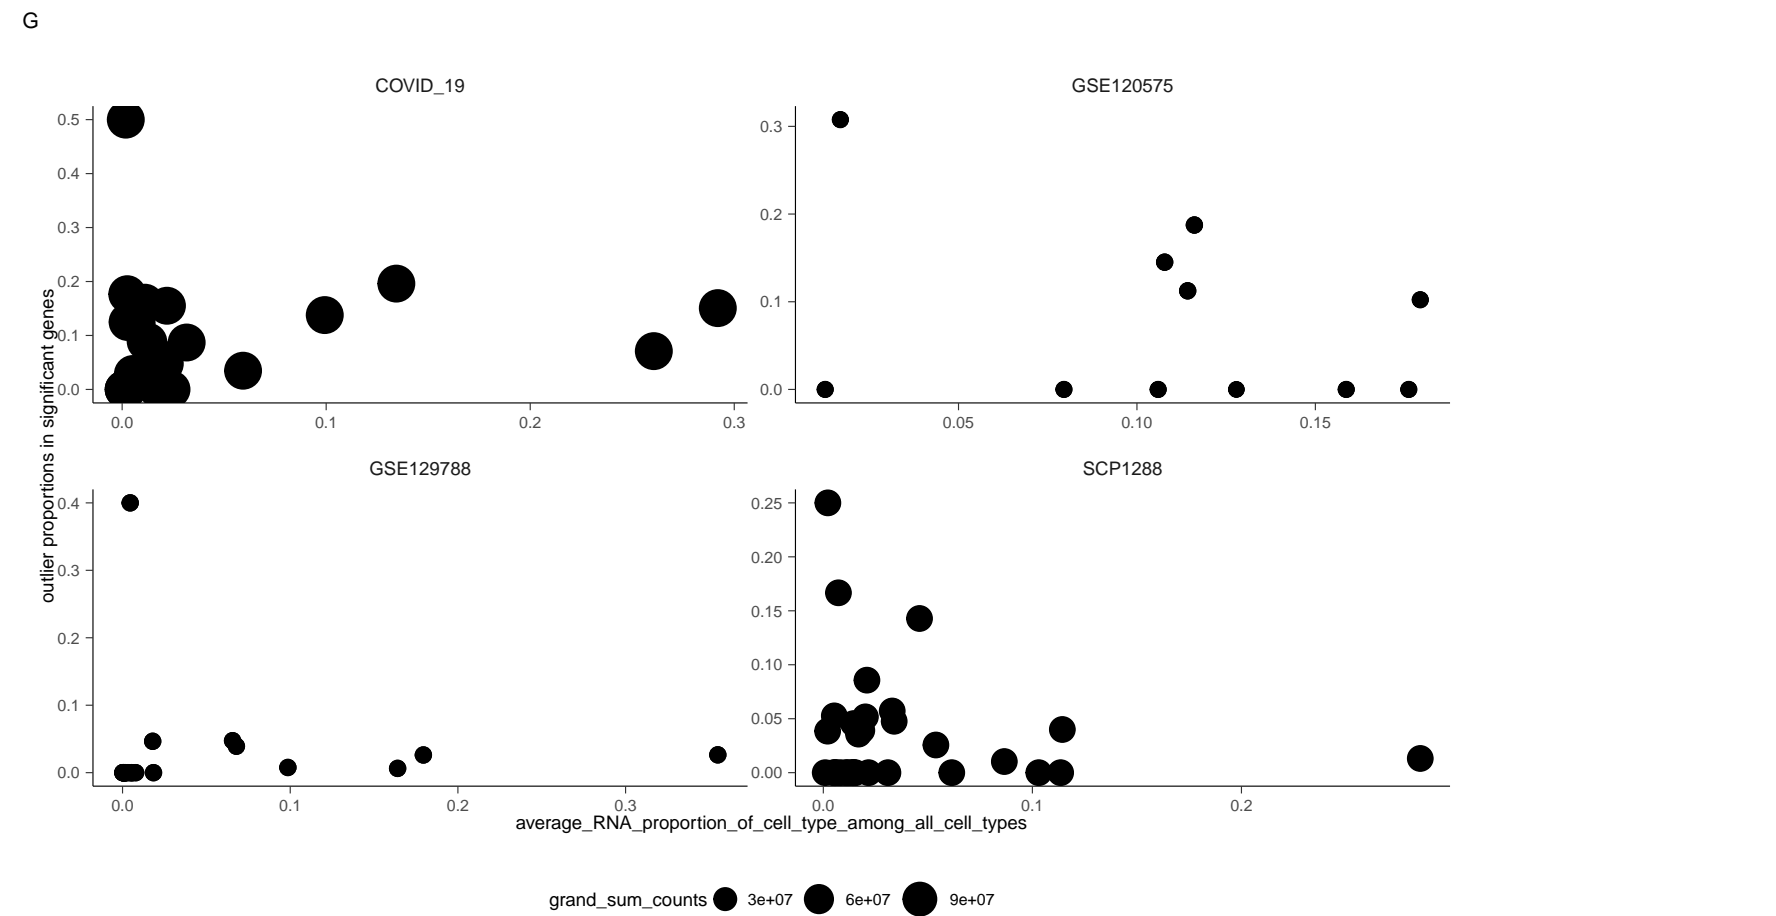 G
COVID_19
GSE120575
0.5
0.4
0.3
0.2
0.1
0.0
0.0 0.1 0.2 0.3
0.3
0.2
0.1
0.0
0.05 0.10 0.15
outlier proportions in significant genes
GSE129788
SCP1288
0.4
0.3
0.2
0.1
0.0
0.0 0.1 0.2 0.3
0.25
0.20
0.15
0.10
0.05
0.00
0.0 0.1 0.2
average_RNA_proportion_of_cell_type_among_all_cell_types
grand_sum_counts 3e+07 6e+07 9e+07